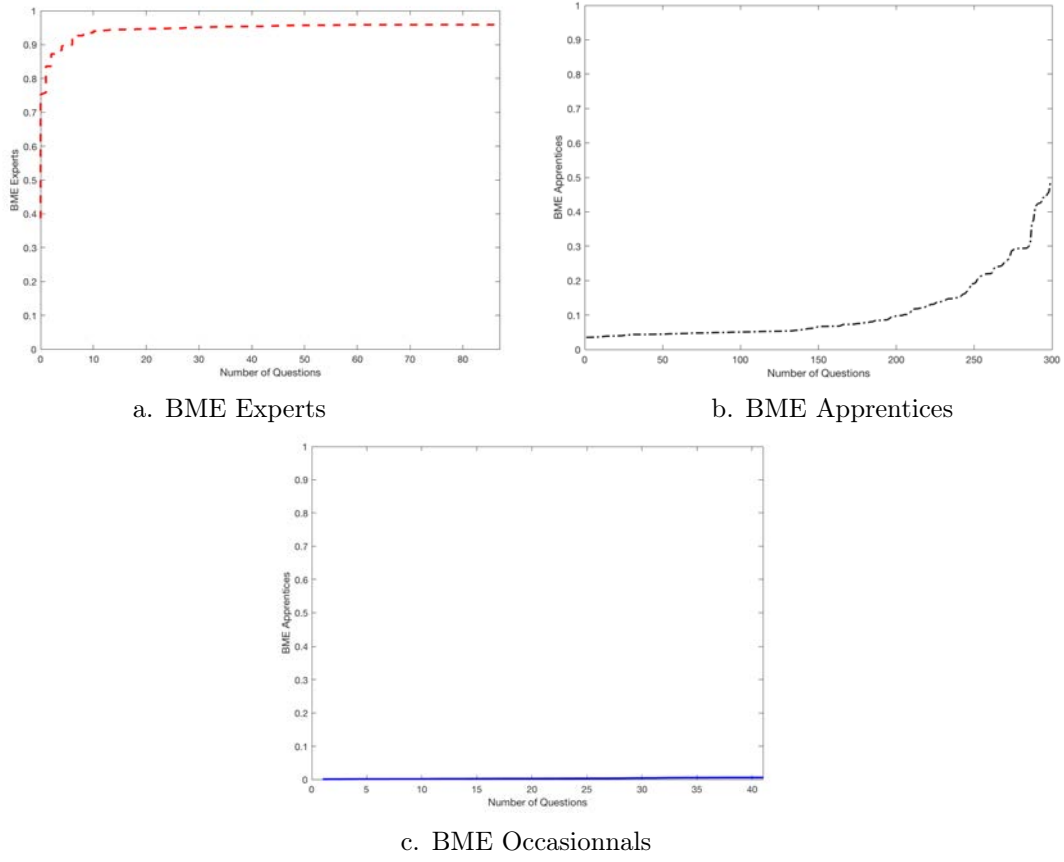 1
0.9
0.8
0.7
0.6
0.5
0.4
0.3
0.2
0.1
0
BME Experts
0 10 20 30 40 50 60 70 80
Number of Questions
a. BME Experts
1
0.9
0.8
0.7
0.6
0.5
0.4
0.3
0.2
0.1
0
BME Apprentices
0 50 100 150 200 250 300
Number of Questions
b. BME Apprentices
1
0.9
0.8
0.7
0.6
0.5
0.4
0.3
0.2
0.1
0
BME Apprentices
0 5 10 15 20 25 30 35 40
Number of Questions
c. BME Occasionnals